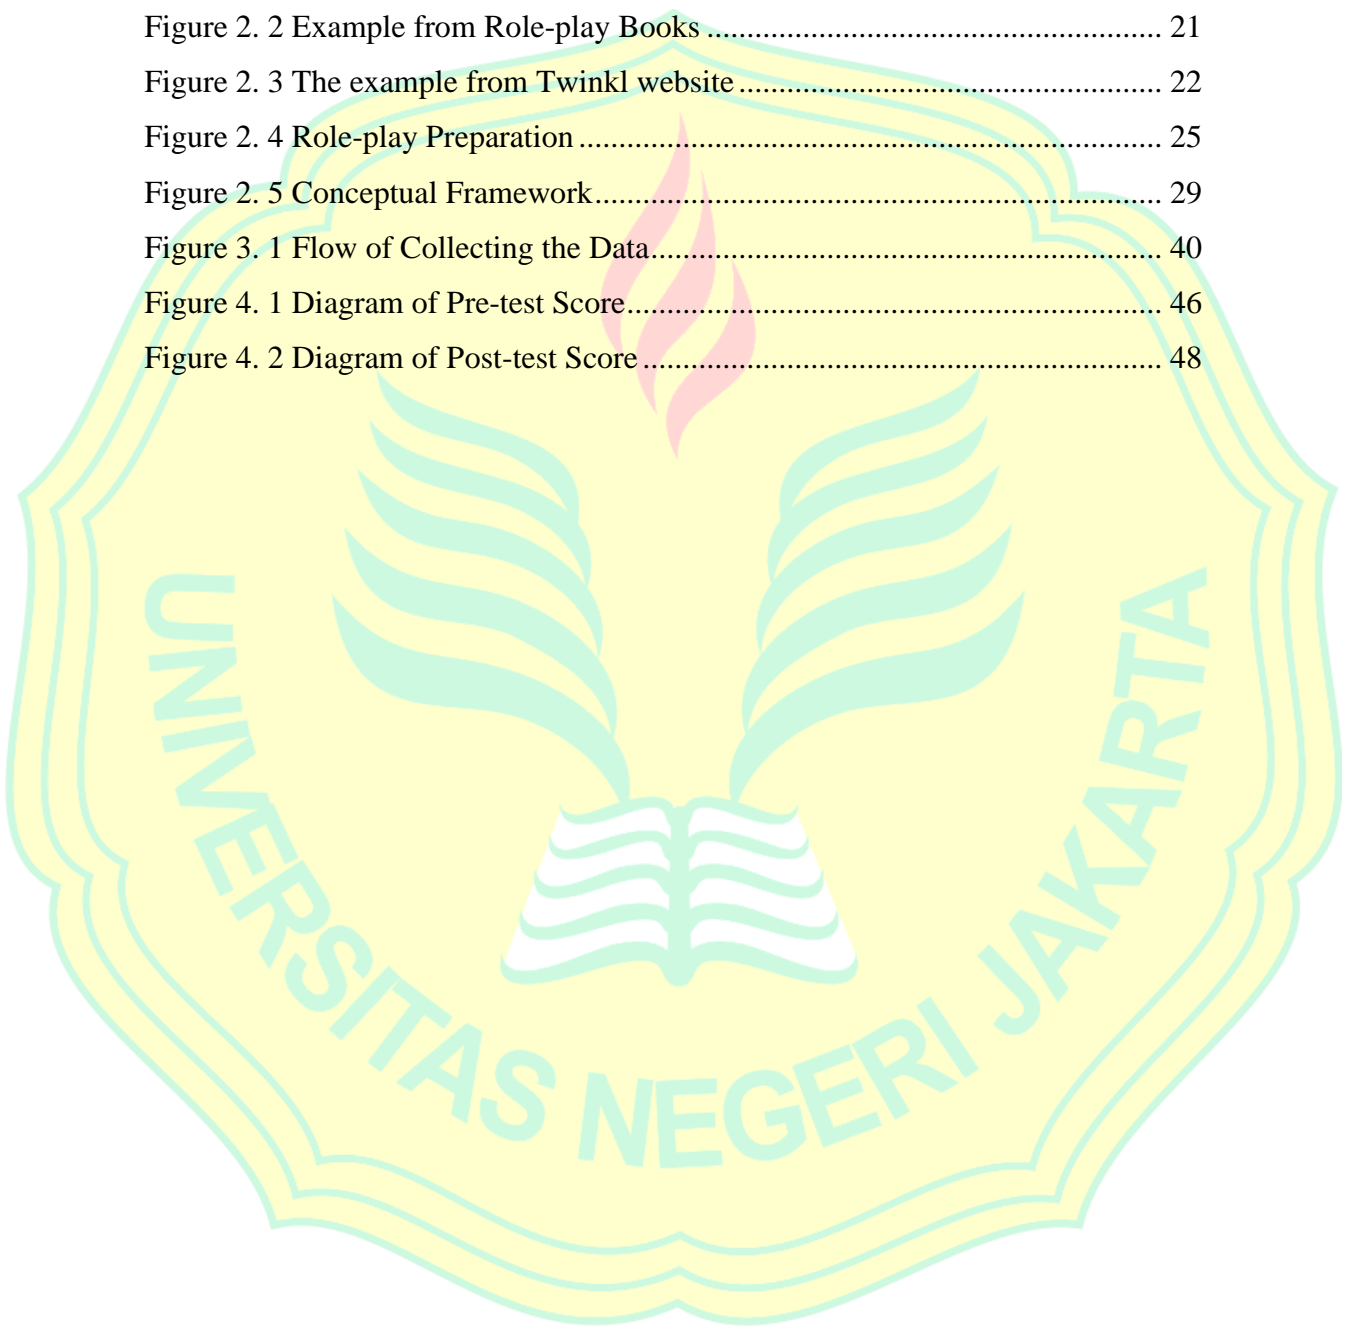 Figure 2. 2 Example from Role-play Books ........................................................ 21
Figure 2. 3 The example from Twinkl website .................................................... 22
Figure 2. 4 Role-play Preparation ........................................................................ 25
Figure 2. 5 Conceptual Framework...................................................................... 29
Figure 3. 1 Flow of Collecting the Data............................................................... 40
Figure 4. 1 Diagram of Pre-test Score.................................................................. 46
Figure 4. 2 Diagram of Post-test Score ................................................................ 48
UNIVERSITAS NEGERI JAKARTA